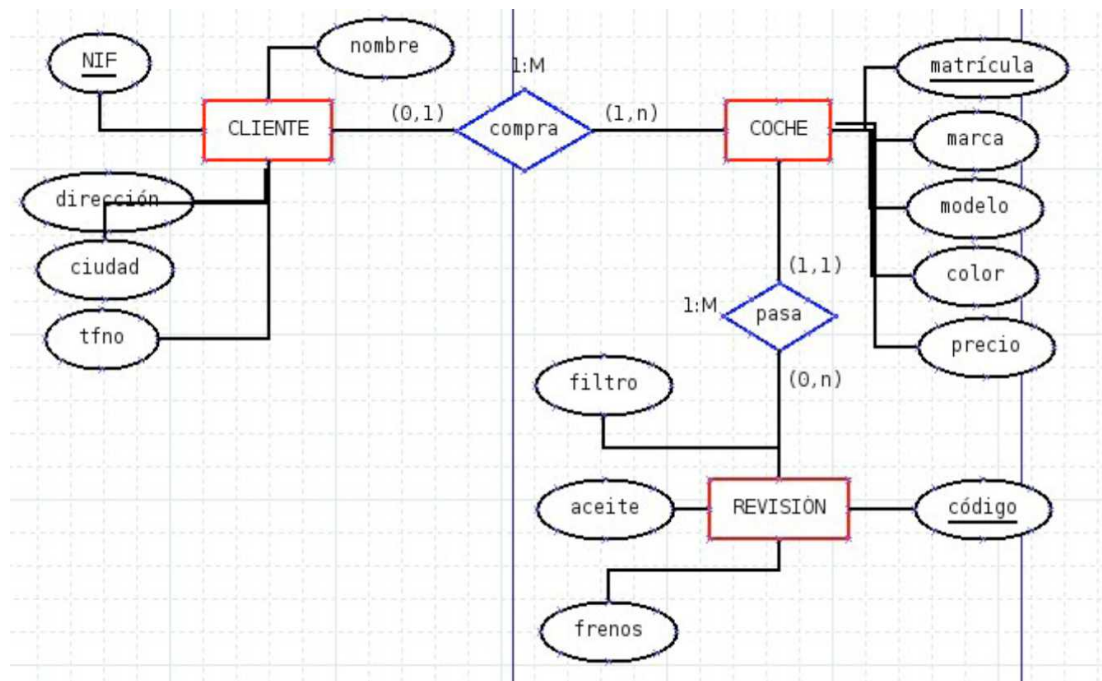 nombre
NIF
1:M
matrícula
(0,1)
(1,n)
CLIENTE
compra
COCHE
marca
dirección
modelo
ciudad
(1,1)
color
1:M
pasa
tfno
precio
filtro
(0,n)
aceite
REVISIÓN
código
frenos